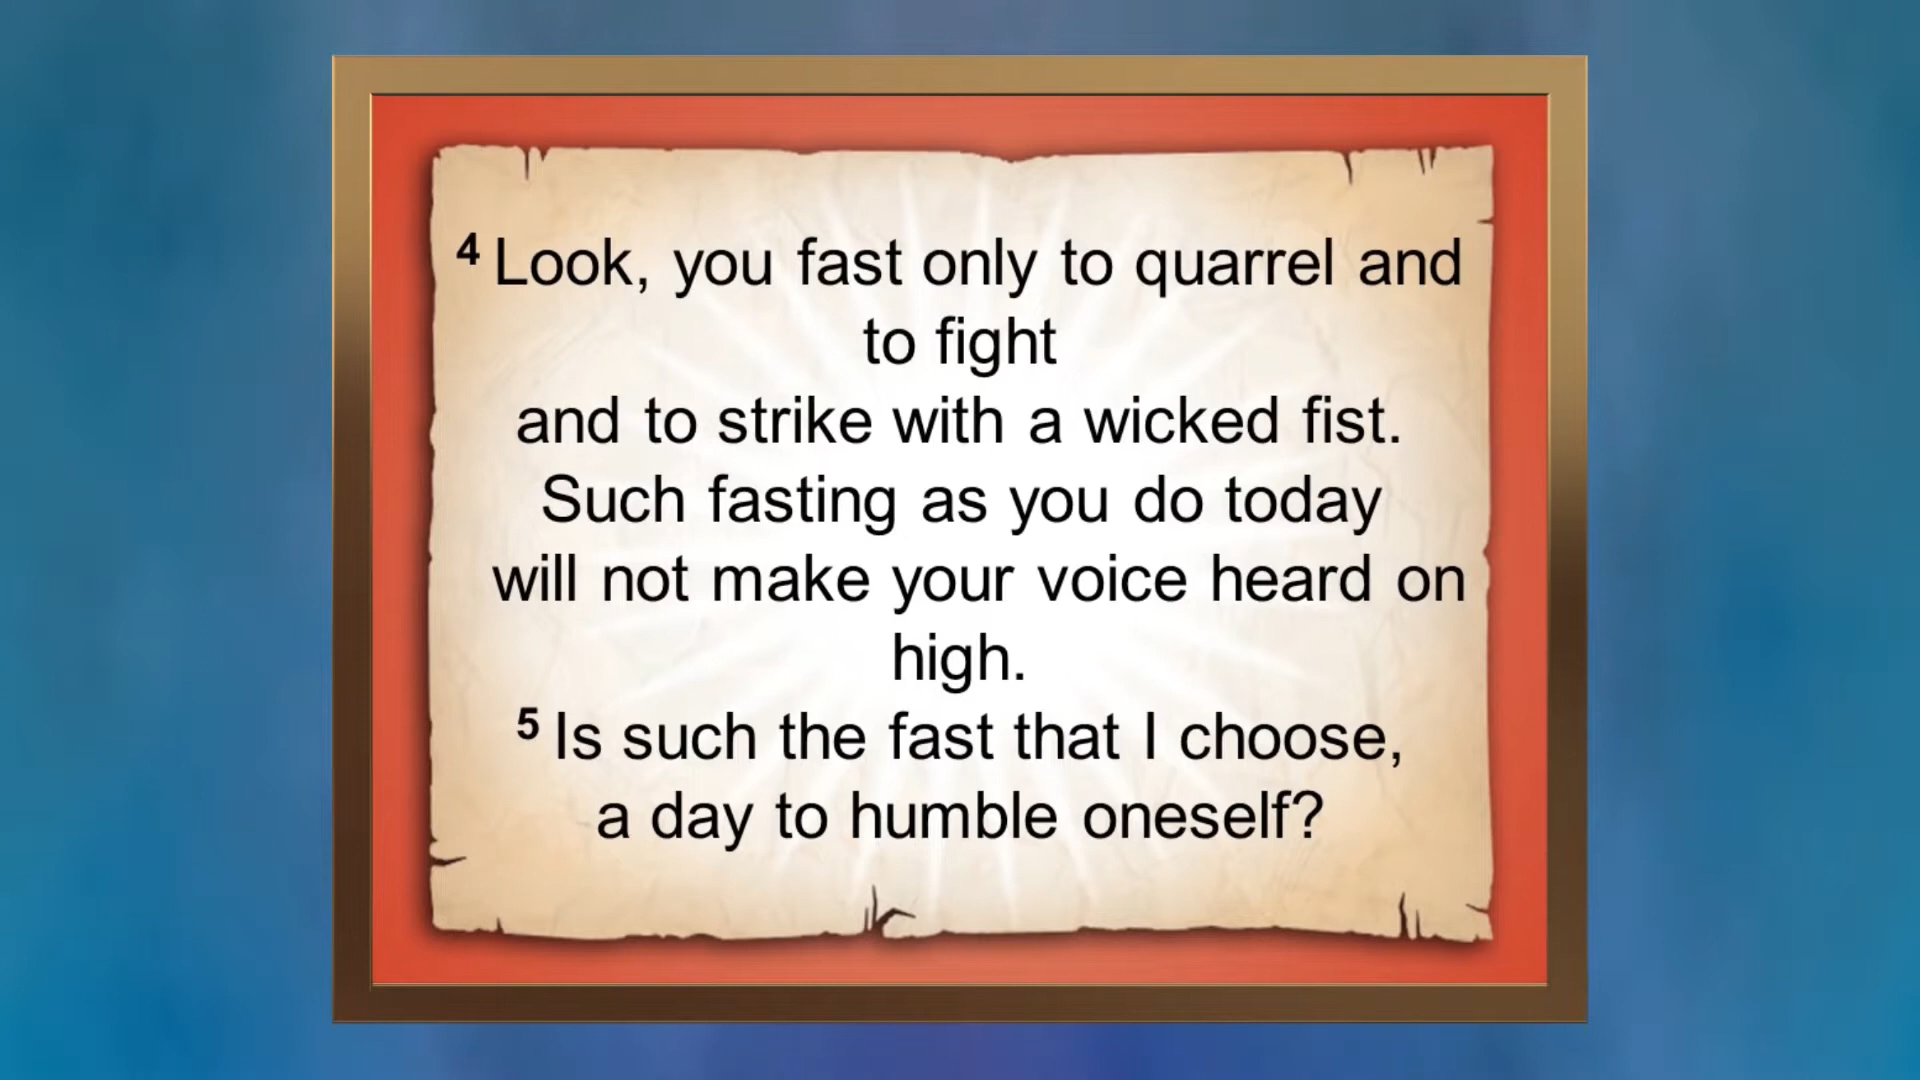 4 Look, you fast only to quarrel and
to fight
and to strike with a wicked fist.
Such fasting as you do today
will not make your voice heard on
high.
5 Is such the fast that I choose,
a day to humble oneself?